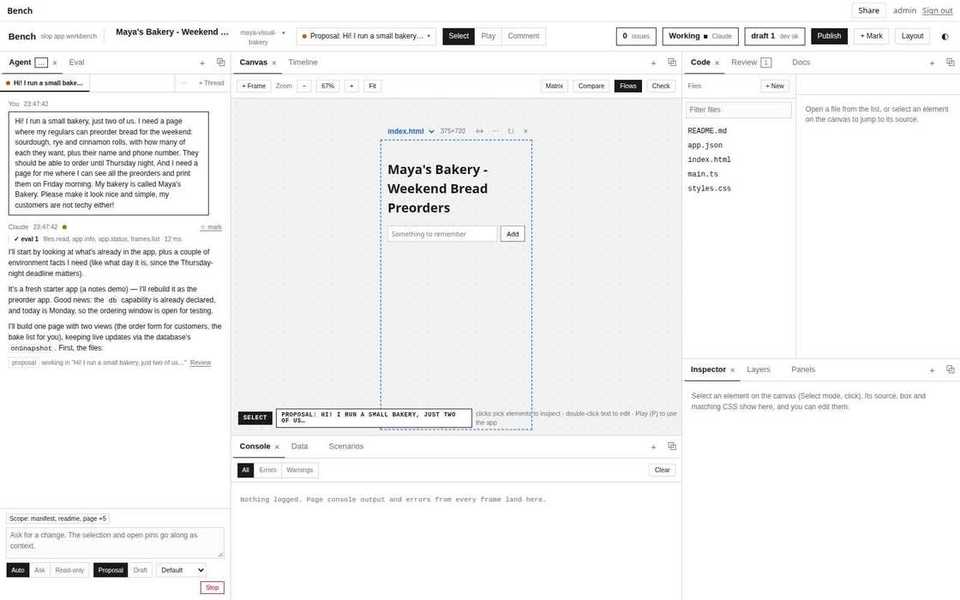 Bench
Share admin Sign out
Bench slop app workbench Maya's Bakery - Weekend … maya-visual-bakery ▾ Proposal: Hi! I run a small bakery… ▾ Select Play Comment 0 issues Working ■ Claude draft 1 dev ok Publish + Mark Layout
Agent … × Eval +
Hi! I run a small bake… ··· + Thread
You 23:47:42
Hi! I run a small bakery, just two of us. I need a page
where my regulars can preorder bread for the weekend:
sourdough, rye and cinnamon rolls, with how many of
each they want, plus their name and phone number. They
should be able to order until Thursday night. And I need a
page for me where I can see all the preorders and print
them on Friday morning. My bakery is called Maya's
Bakery. Please make it look nice and simple, my
customers are not techy either!
Claude 23:47:42 mark
✓ eval 1 files.read, app.info, app.status, frames.list · 12 ms
I'll start by looking at what's already in the app, plus a couple of
environment facts I need (like what day it is, since the Thursday-
night deadline matters).
It's a fresh starter app (a notes demo) — I'll rebuild it as the
preorder app. Good news: the db capability is already declared,
and today is Monday, so the ordering window is open for testing.
I'll build one page with two views (the order form for customers, the
bake list for you), keeping live updates via the database's
onSnapshot . First, the files:
proposal working in "Hi! I run a small bakery, just two of us…" Review
Scope: manifest, readme, page +5
Ask for a change. The selection and open pins go along as
context.
Auto Ask Read-only Proposal Draft Default
Stop
Canvas × Timeline +
+ Frame Zoom − 67% + Fit Matrix Compare Flows Check
index.html 375×720 ↔ ··· ×
Maya's Bakery -
Weekend Bread
Preorders
Something to remember Add
SELECT PROPOSAL: HI! I RUN A SMALL BAKERY, JUST TWO
OF US… clicks pick elements to inspect · double-click text to edit · Play (P) to use
the app
Console × Data Scenarios +
All Errors Warnings Clear
Nothing logged. Page console output and errors from every frame land here.
Code × Review 1 Docs +
Files + New
Filter files
README.md
app.json
index.html
main.ts
styles.css
Open a file from the list, or select an element
on the canvas to jump to its source.
Inspector × Layers Panels +
Select an element on the canvas (Select mode, click). Its source, box and
matching CSS show here, and you can edit them.